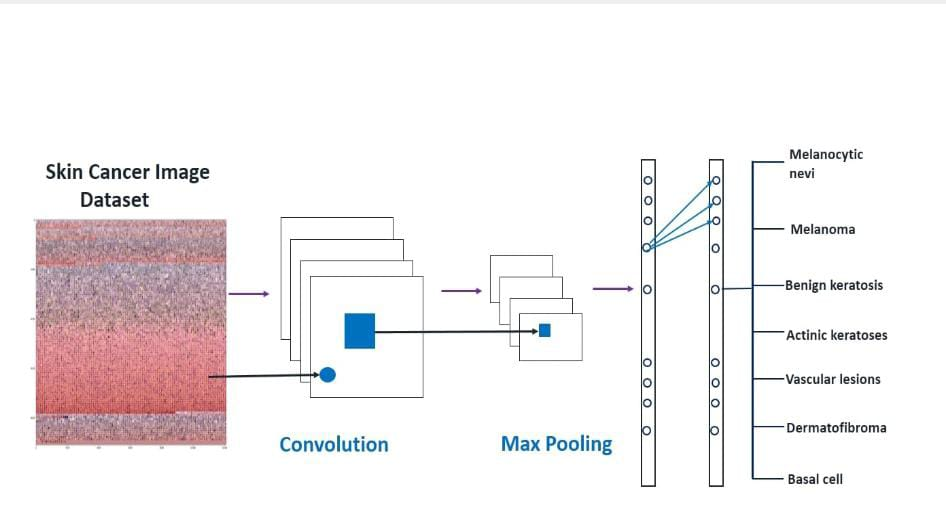 Skin Cancer Image
Dataset
Convolution
Max Pooling
Melanocytic
nevi
Melanoma
Benign keratosis
Actinic keratoses
Vascular lesions
Dermatofibroma
Basal cell